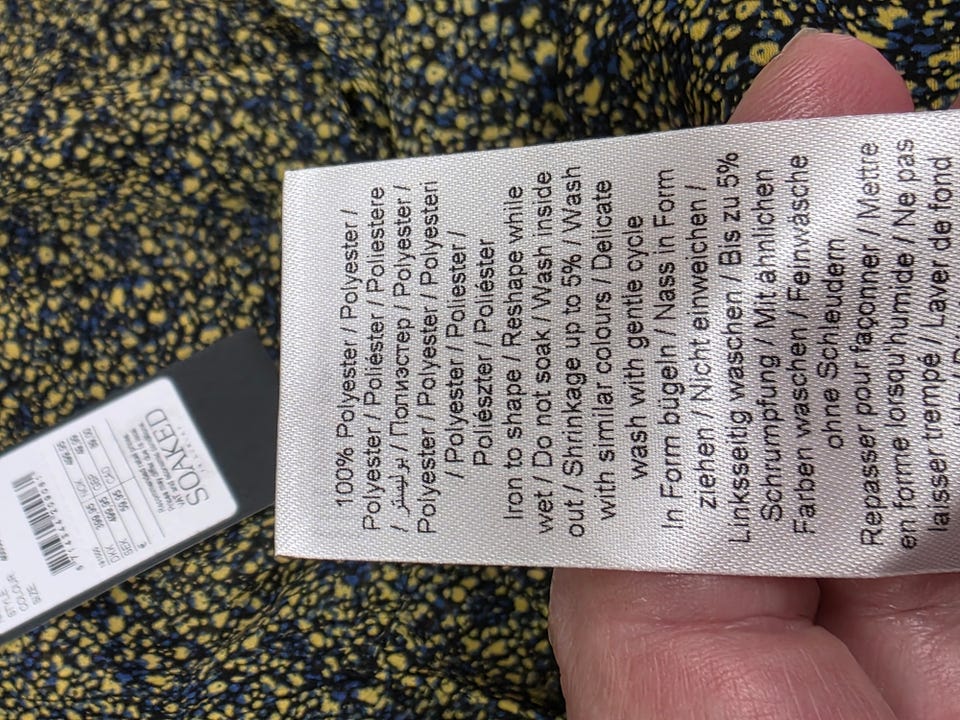 100% Polyester / Polyester /
Polyester / Poliéster / Poliestere
/ بوليستر / Полиэстер / Polyester /
Polyester / Polyester / Polyesteri
/ Polyester / Poliester /
Poliészter / Poliéster
Iron to shape / Reshape while
wet / Do not soak / Wash inside
out / Shrinkage up to 5% / Wash
with similar colours / Delicate
wash with gentle cycle
In Form bügeln / Nass in Form
ziehen / Nicht einweichen /
Linksseitig waschen / Bis zu 5%
Schrumpfung / Mit ähnlichen
Farben waschen / Feinwäsche
ohne Schleudern
Repasser pour façonner / Mettre
en forme lorsqu'humide / Ne pas
laisser trempé / Laver de fond
SOAKED
STYLE
COLOUR
SIZE